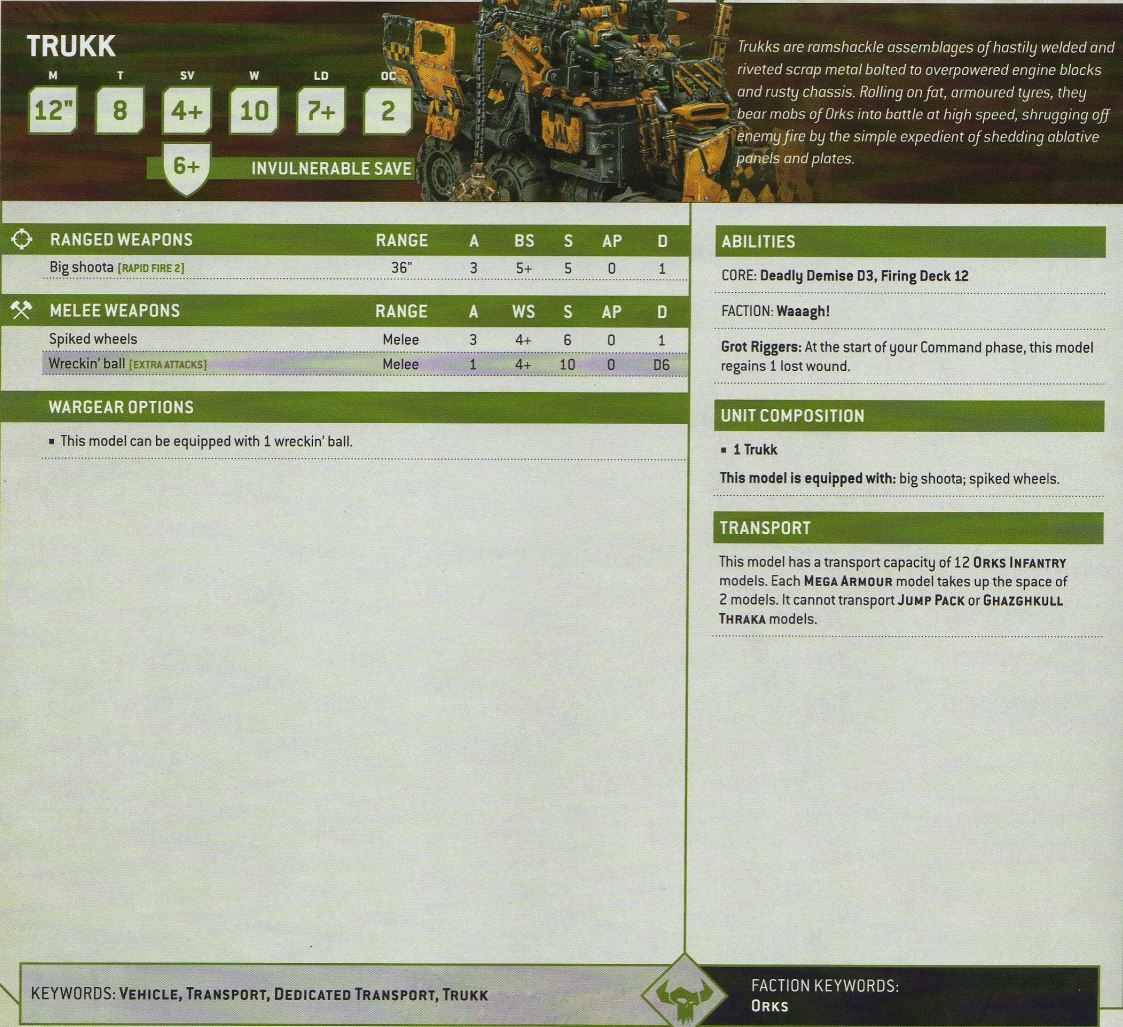 TRUKK
M T SV W LD OC
12" 8 4+ 10 7+ 2
6+ INVULNERABLE SAVE
Trukks are ramshackle assemblages of hastily welded and
riveted scrap metal bolted to overpowered engine blocks
and rusty chassis. Rolling on fat, armoured tyres, they
bear mobs of Orks into battle at high speed, shrugging off
enemy fire by the simple expedient of shedding ablative
panels and plates.
RANGED WEAPONS RANGE A BS S AP D
Big shoota [RAPID FIRE 2] 36" 3 5+ 5 0 1
MELEE WEAPONS RANGE A WS S AP D
Spiked wheels Melee 3 4+ 6 0 1
Wreckin' ball [EXTRA ATTACKS] Melee 1 4+ 10 0 D6
WARGEAR OPTIONS
▪ This model can be equipped with 1 wreckin' ball.
ABILITIES
CORE: Deadly Demise D3, Firing Deck 12
FACTION: Waaagh!
Grot Riggers: At the start of your Command phase, this model
regains 1 lost wound.
UNIT COMPOSITION
▪ 1 Trukk
This model is equipped with: big shoota; spiked wheels.
TRANSPORT
This model has a transport capacity of 12 ORKS INFANTRY
models. Each MEGA ARMOUR model takes up the space of
2 models. It cannot transport JUMP PACK or GHAZGHKULL
THRAKA models.
KEYWORDS: VEHICLE, TRANSPORT, DEDICATED TRANSPORT, TRUKK
FACTION KEYWORDS:
ORKS